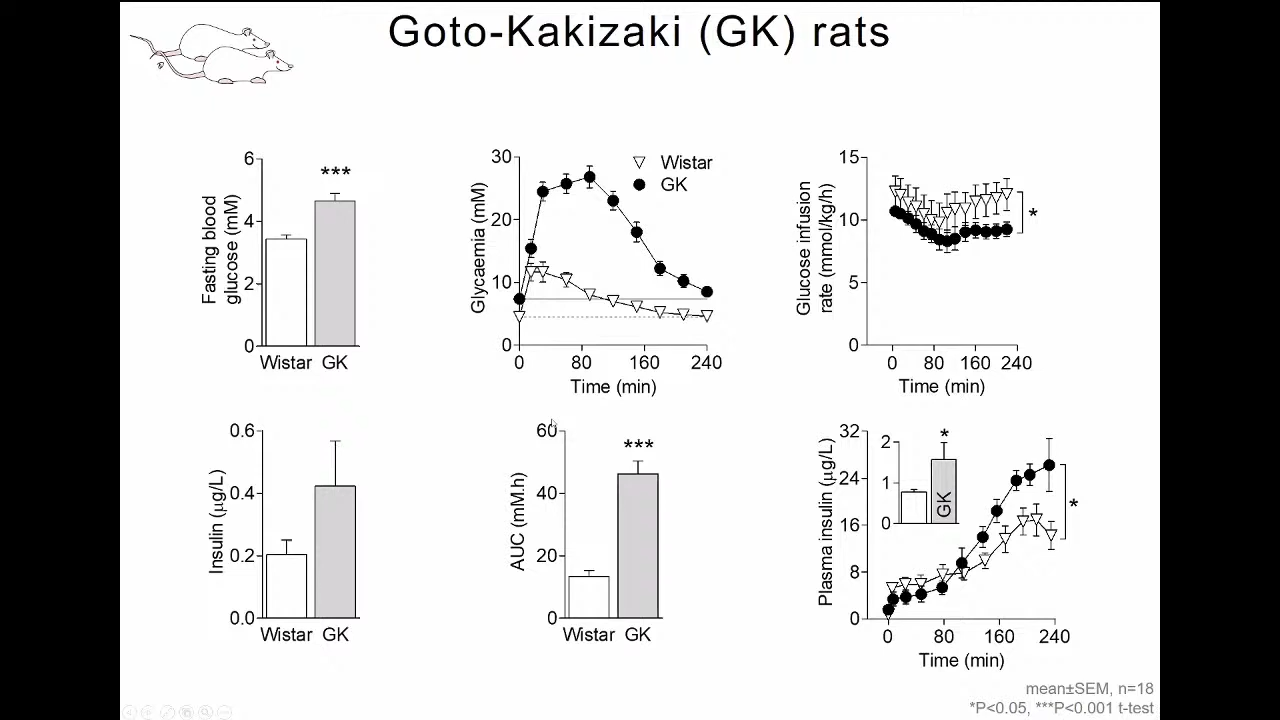 Goto-Kakizaki (GK) rats
6
4
2
0
Fasting blood
glucose (mM)
***
Wistar GK
30
20
10
0
Glycaemia (mM)
Wistar
GK
0 80 160 240
Time (min)
15
10
5
0
Glucose infusion
rate (mmol/kg/h)
*
0 80 160 240
Time (min)
0.6
0.4
0.2
0.0
Insulin (μg/L)
Wistar GK
60
40
20
0
AUC (mM.h)
***
Wistar GK
32
24
16
8
0
Plasma insulin (μg/L)
2
1
0
*
GK
*
0 80 160 240
Time (min)
mean±SEM, n=18
*P<0.05, ***P<0.001 t-test